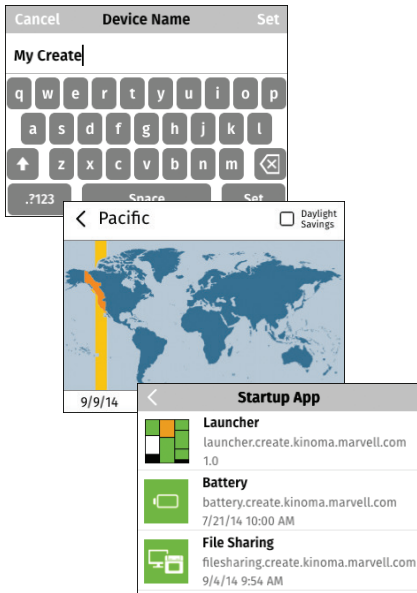 Cancel Device Name Set
My Create
q w e r t y u i o p
a s d f g h j k l
z x c v b n m
.?123 Space Set
Pacific
Daylight
Savings
9/9/14
Startup App
Launcher
launcher.create.kinoma.marvell.com
1.0
Battery
battery.create.kinoma.marvell.com
7/21/14 10:00 AM
File Sharing
filesharing.create.kinoma.marvell.com
9/4/14 9:54 AM